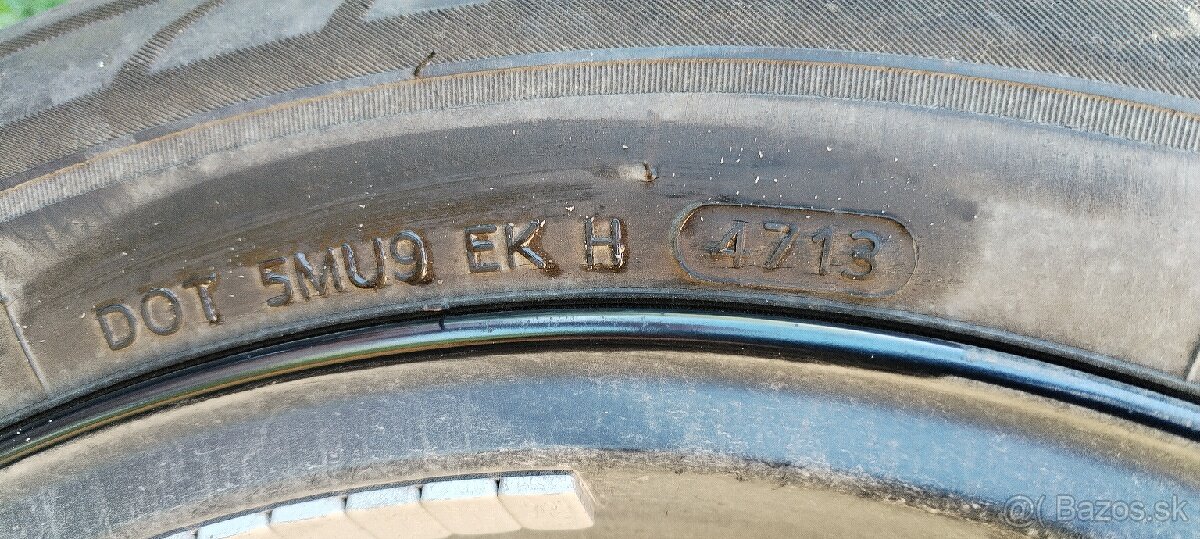 DOT 5MU9 EK H 4713
@( Bazos.sk